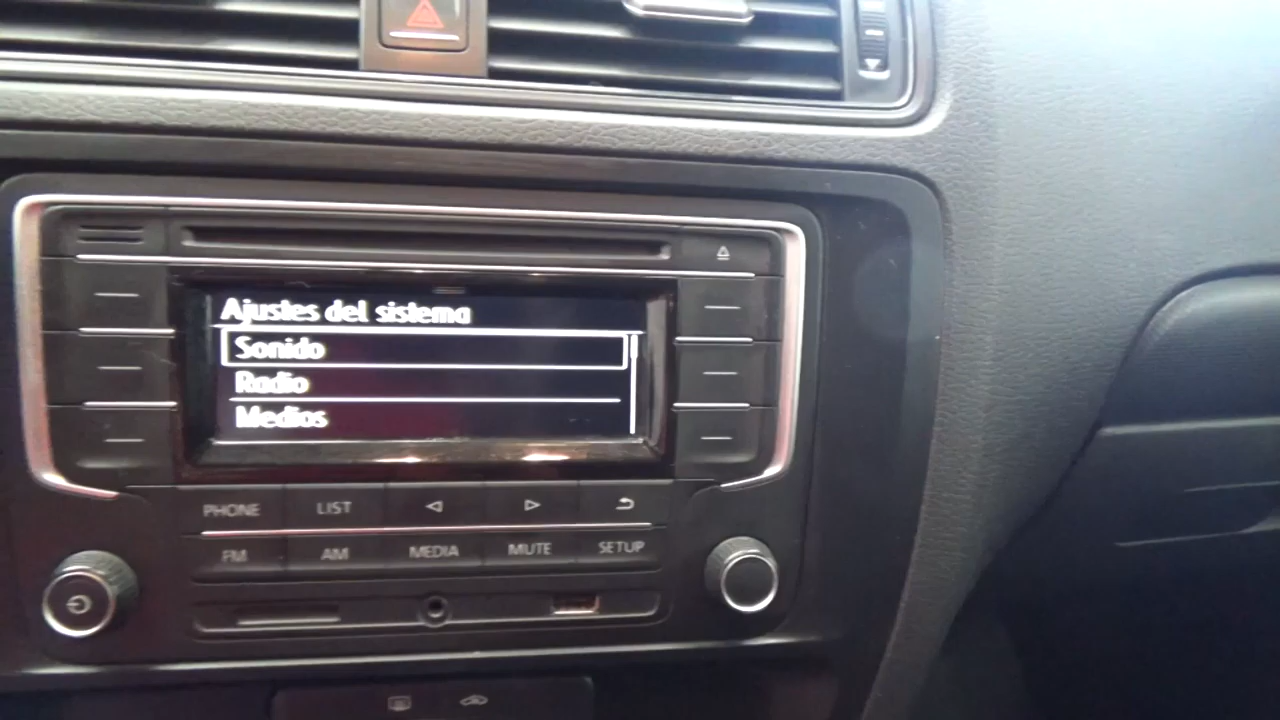 Ajustes del sistema
Sonido
Radio
Medios
PHONE LIST
FM AM MEDIA MUTE SETUP